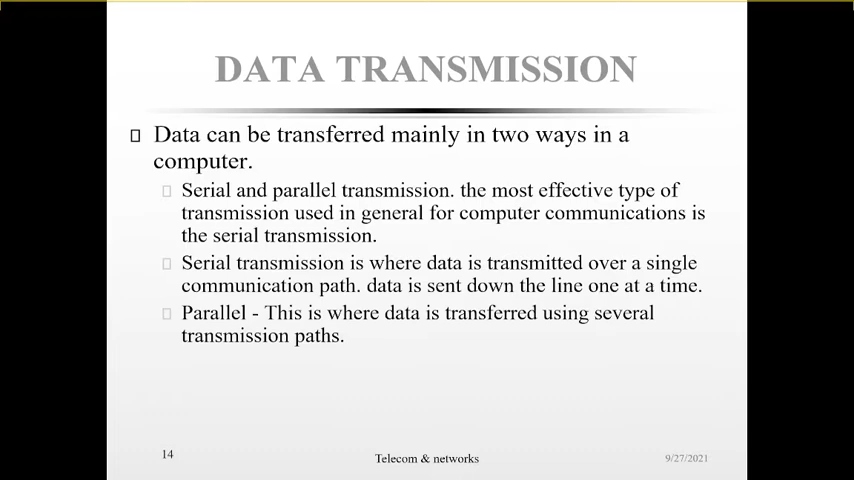 DATA TRANSMISSION
Data can be transferred mainly in two ways in a
computer.
Serial and parallel transmission. the most effective type of
transmission used in general for computer communications is
the serial transmission.
Serial transmission is where data is transmitted over a single
communication path. data is sent down the line one at a time.
Parallel - This is where data is transferred using several
transmission paths.
14
Telecom & networks
9/27/2021